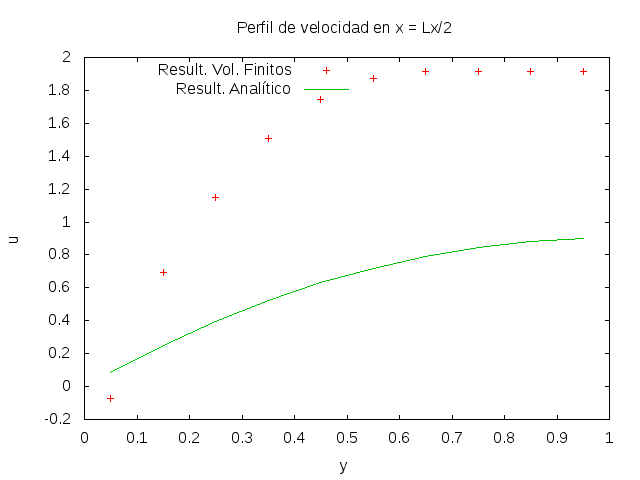 Perfil de velocidad en x = Lx/2
Result. Vol. Finitos
Result. Analítico
2
1.8
1.6
1.4
1.2
1
0.8
0.6
0.4
0.2
0
-0.2
u
0 0.1 0.2 0.3 0.4 0.5 0.6 0.7 0.8 0.9 1
y